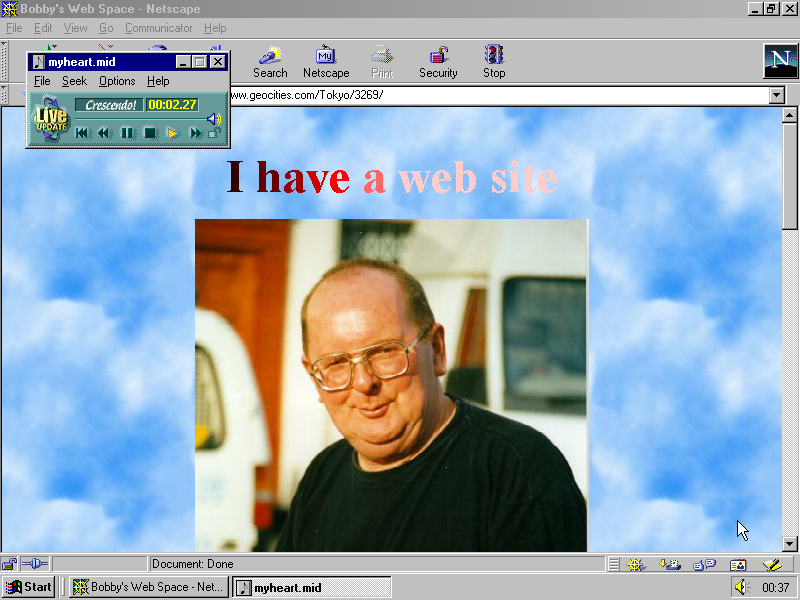 Bobby's Web Space - Netscape
File Edit View Go Communicator Help
myheart.mid
File Seek Options Help
Live
UPDATE
Crescendo! 00:02.27
Search My Netscape Print Security Stop
N
ww.geocities.com/Tokyo/3269/
I have a web site
Document: Done
Start Bobby's Web Space - Net... myheart.mid 00:37